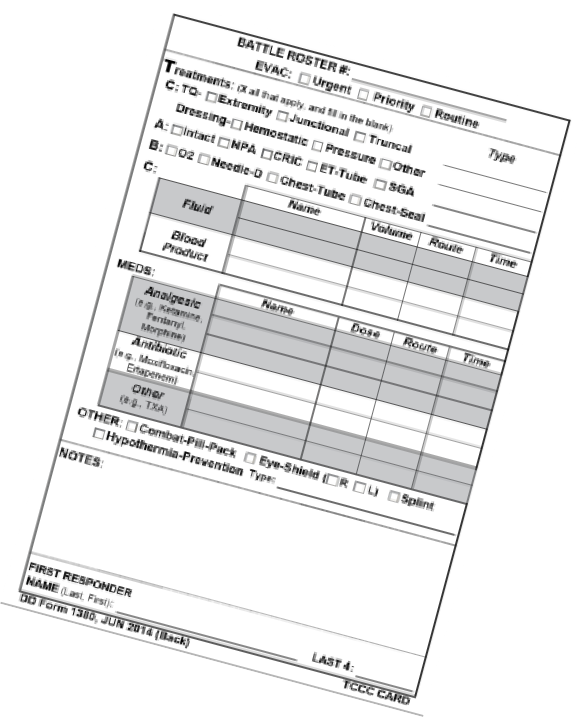 BATTLE ROSTER #:
EVAC: ☐ Urgent ☐ Priority ☐ Routine
Treatments: (X all that apply, and fill in the blank) Type
C: TQ- ☐ Extremity ☐ Junctional ☐ Truncal
Dressing- ☐ Hemostatic ☐ Pressure ☐ Other
A: ☐ Intact ☐ NPA ☐ CRIC ☐ ET-Tube ☐ SGA
B: ☐ O2 ☐ Needle-D ☐ Chest-Tube ☐ Chest-Seal
C:
Name Volume Route Time
Fluid
Blood
Product
MEDS:
Name Dose Route Time
Analgesic
(e.g., Ketamine,
Fentanyl,
Morphine)
Antibiotic
(e.g., Moxifloxacin,
Ertapenem)
Other
(e.g., TXA)
OTHER: ☐ Combat-Pill-Pack ☐ Eye-Shield (☐ R ☐ L) ☐ Splint
☐ Hypothermia-Prevention Type:
NOTES:
FIRST RESPONDER
NAME (Last, First): LAST 4:
DD Form 1380, JUN 2014 (Back) TCCC CARD